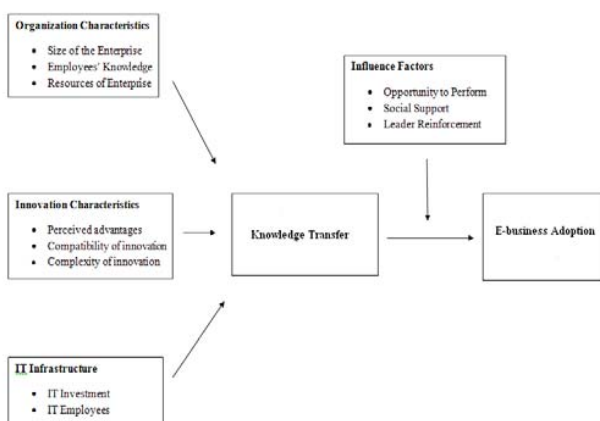 Organization Characteristics
• Size of the Enterprise
• Employees' Knowledge
• Resources of Enterprise
Influence Factors
• Opportunity to Perform
• Social Support
• Leader Reinforcement
Innovation Characteristics
• Perceived advantages
• Compatibility of innovation
• Complexity of innovation
Knowledge Transfer
E-business Adoption
IT Infrastructure
• IT Investment
• IT Employees